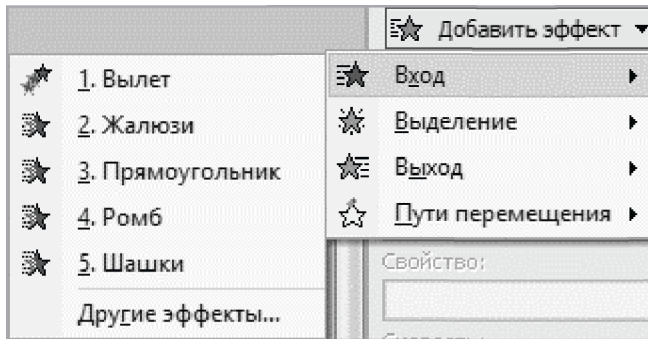 Добавить эффект
Вход
Выделение
Выход
Пути перемещения
1. Вылет
2. Жалюзи
3. Прямоугольник
4. Ромб
5. Шашки
Другие эффекты...
Свойство: